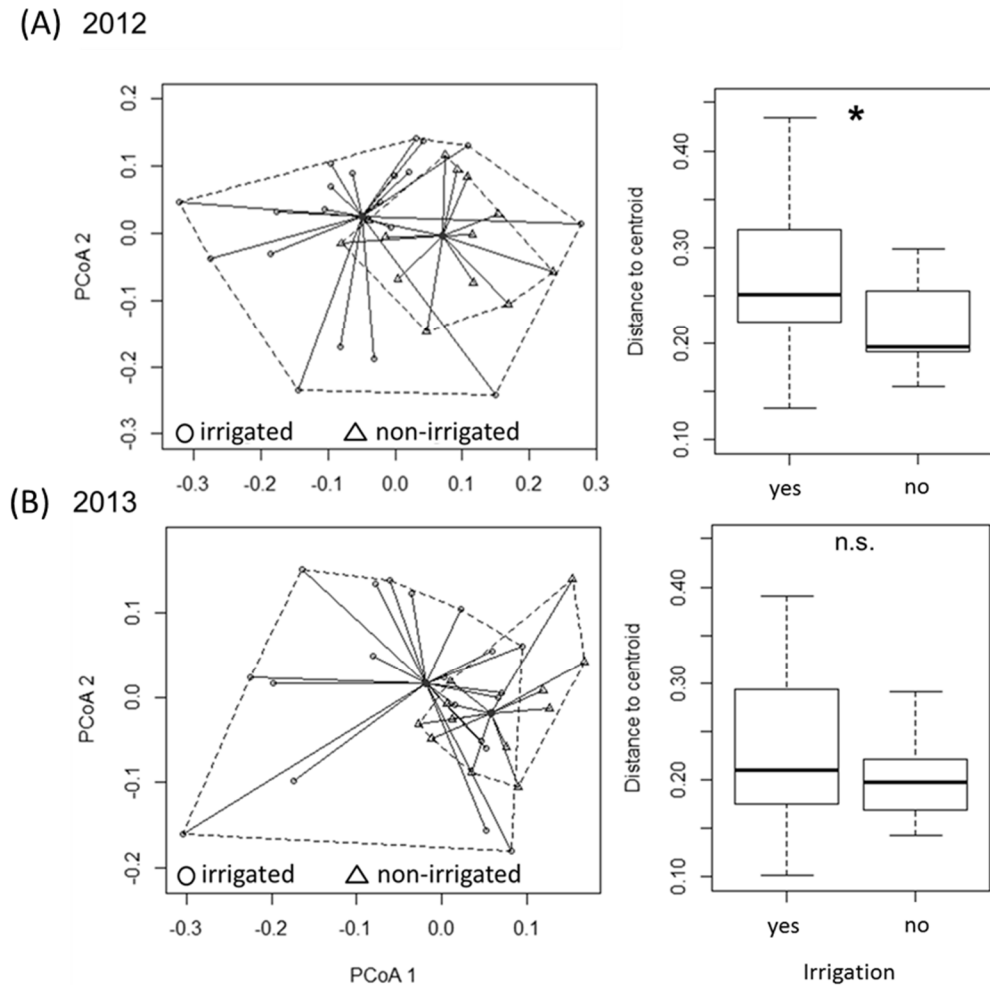 (A) 2012
0.2
0.1
0.0
-0.1
-0.2
-0.3
PCoA 2
irrigated
non-irrigated
-0.3 -0.2 -0.1 0.0 0.1 0.2 0.3
*
0.40
0.30
0.20
0.10
Distance to centroid
yes no
(B) 2013
0.1
0.0
-0.1
-0.2
PCoA 2
irrigated
non-irrigated
-0.3 -0.2 -0.1 0.0 0.1
PCoA 1
n.s.
0.40
0.30
0.20
0.10
Distance to centroid
yes no
Irrigation